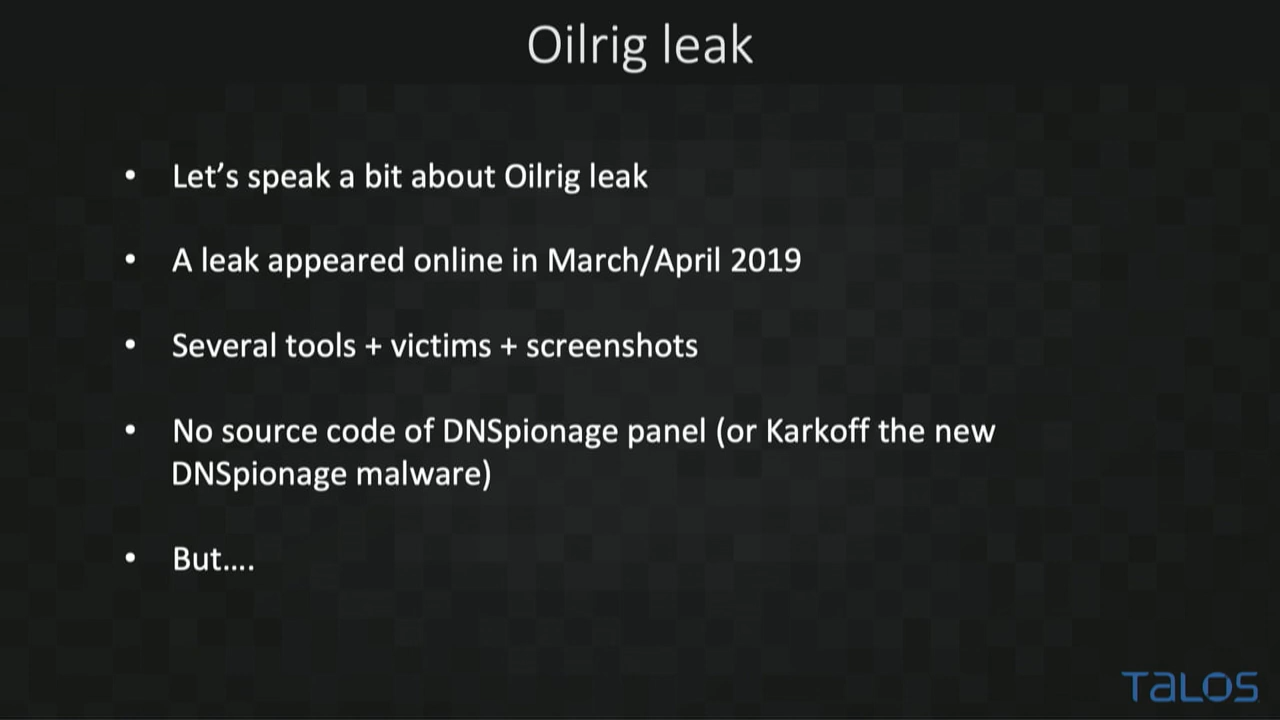 Oilrig leak
• Let's speak a bit about Oilrig leak
• A leak appeared online in March/April 2019
• Several tools + victims + screenshots
• No source code of DNSpionage panel (or Karkoff the new
DNSpionage malware)
• But....
TALOS